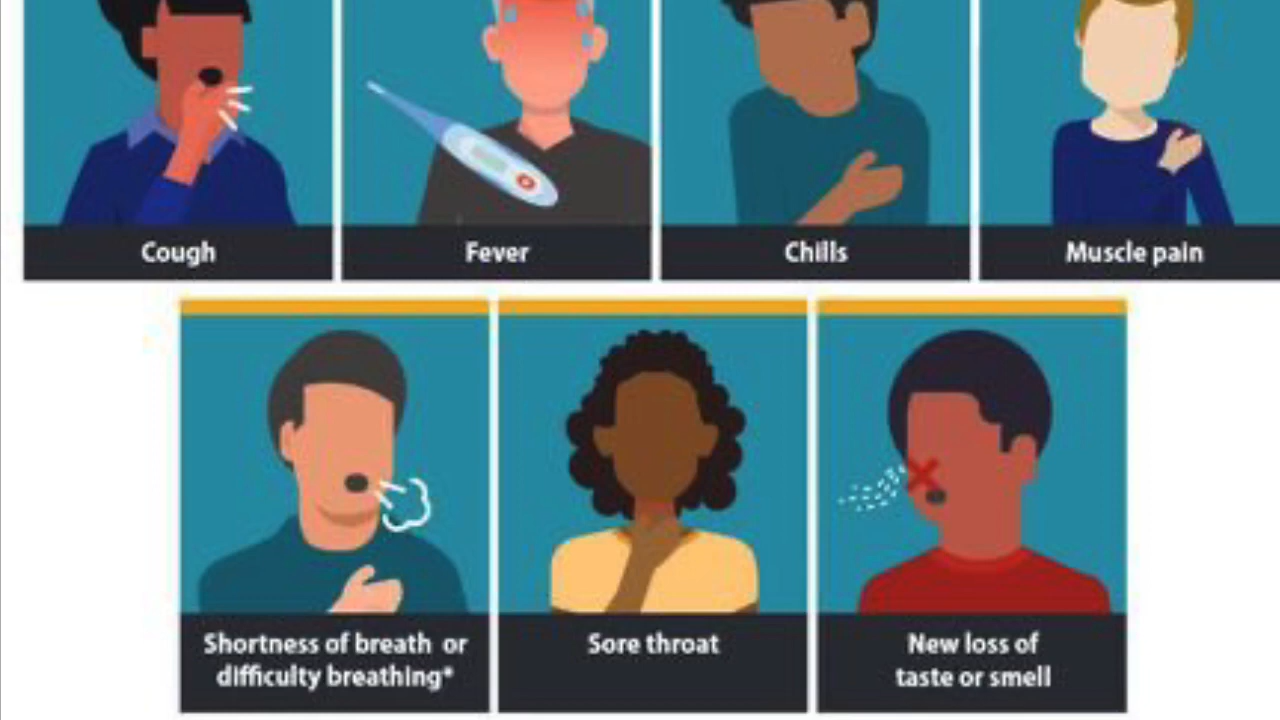 Cough
Fever
Chills
Muscle pain
Shortness of breath or
difficulty breathing*
Sore throat
New loss of
taste or smell